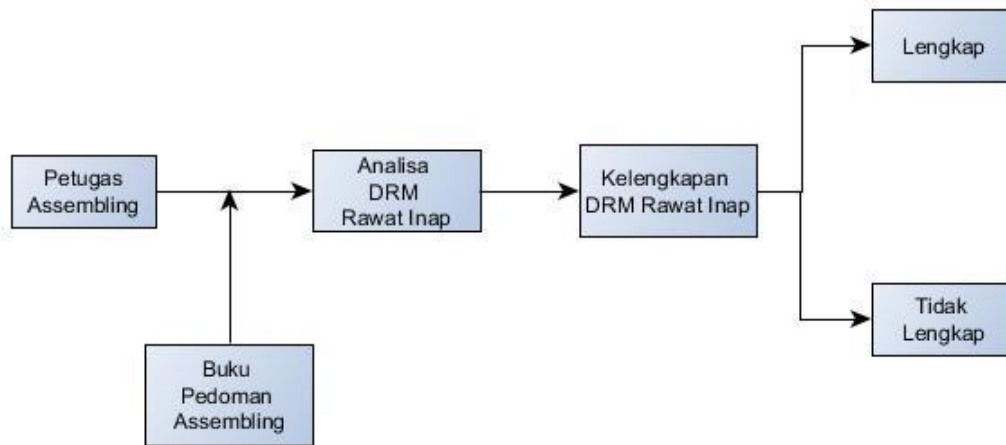 Petugas
Assembling
Buku
Pedoman
Assembling
Analisa
DRM
Rawat Inap
Kelengkapan
DRM Rawat Inap
Lengkap
Tidak
Lengkap